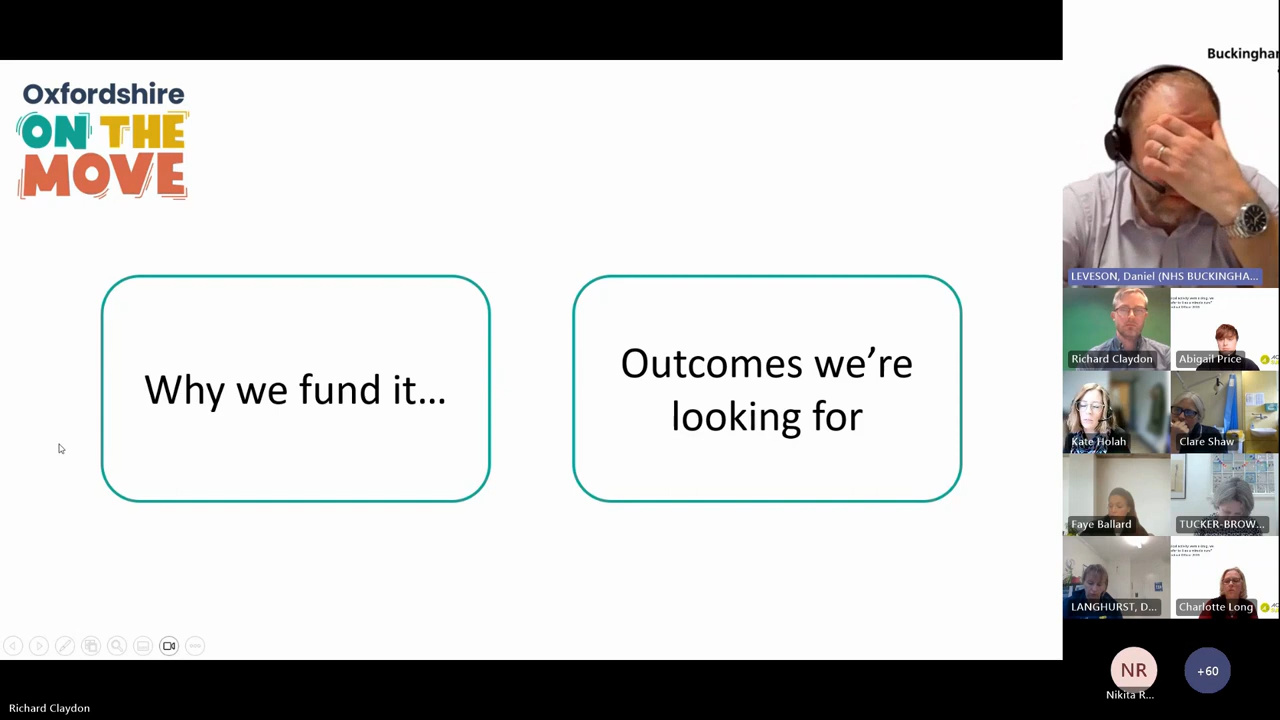 Oxfordshire
ON THE
MOVE
Why we fund it...
Outcomes we're
looking for
Buckingha
LEVESON, Daniel (NHS BUCKINGHA...
Richard Claydon
Abigail Price
Kate Holah
Clare Shaw
Faye Ballard
TUCKER-BROW...
LANGHURST, D...
Charlotte Long
NR
+60
Nikita R...
Richard Claydon